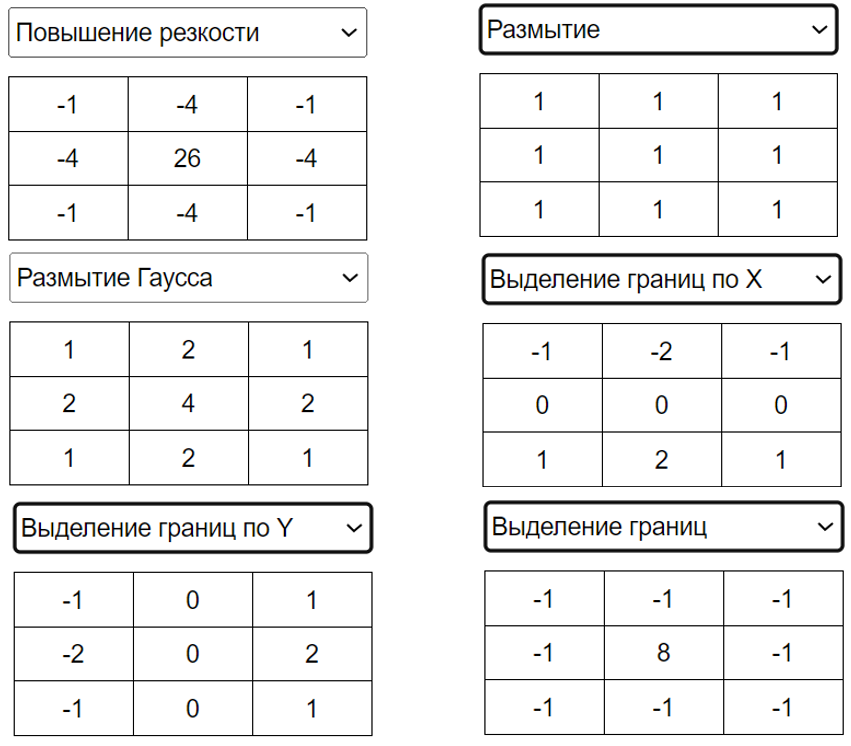 Повышение резкости
-1 -4 -1
-4 26 -4
-1 -4 -1
Размытие
1 1 1
1 1 1
1 1 1
Размытие Гаусса
1 2 1
2 4 2
1 2 1
Выделение границ по X
-1 -2 -1
0 0 0
1 2 1
Выделение границ по Y
-1 0 1
-2 0 2
-1 0 1
Выделение границ
-1 -1 -1
-1 8 -1
-1 -1 -1